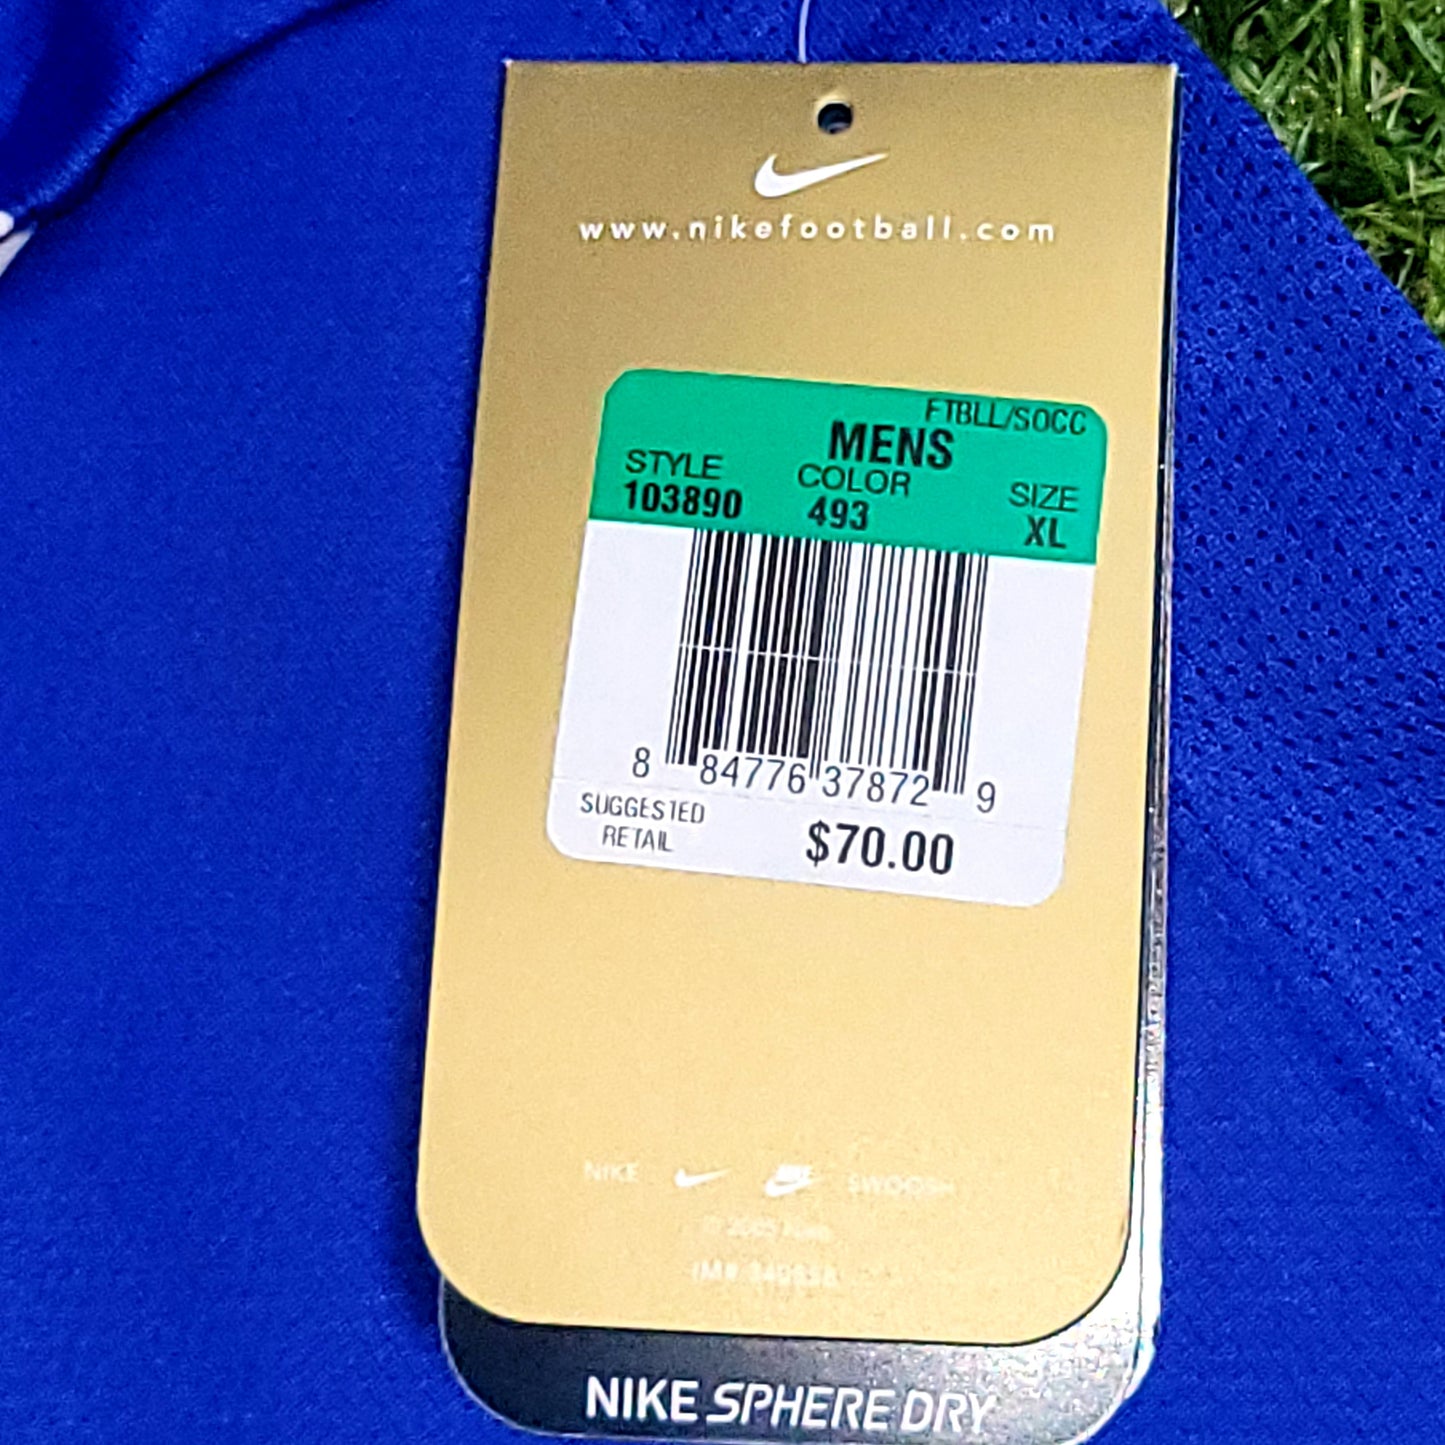 www.nikefootball.com
FTBLL/SOCC
MENS
STYLE COLOR SIZE
103890 493 XL
8 84776 37872 9
SUGGESTED
RETAIL $70.00
NIKE SWOOSH
NIKE SPHERE DRY